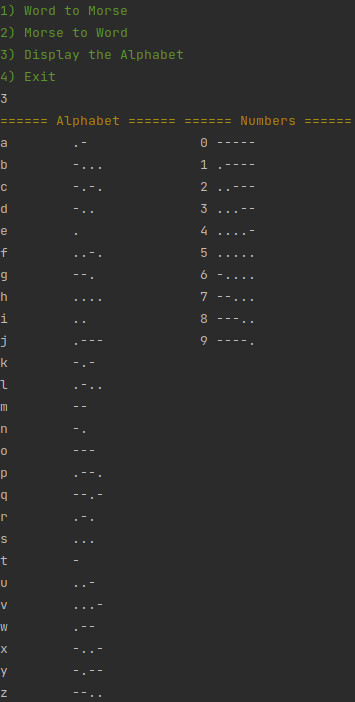 1) Word to Morse
2) Morse to Word
3) Display the Alphabet
4) Exit
3
====== Alphabet ====== ====== Numbers ======
a        .-              0 -----
b        -...            1 .----
c        -.-.            2 ..---
d        -..             3 ...--
e        .               4 ....-
f        ..-.            5 .....
g        --.             6 -....
h        ....            7 --...
i        ..              8 ---..
j        .---            9 ----.
k        -.-
l        .-..
m        --
n        -.
o        ---
p        .--.
q        --.-
r        .-.
s        ...
t        -
u        ..-
v        ...-
w        .--
x        -..-
y        -.--
z        --..